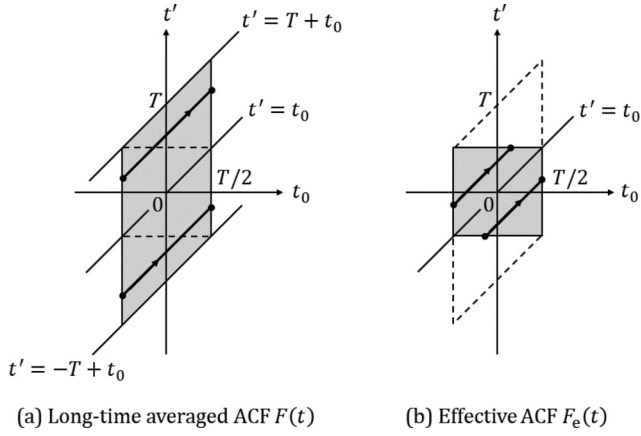 t′
t′ = T + t₀
T
t′ = t₀
T/2
t₀
0
t′ = −T + t₀
(a) Long-time averaged ACF F(t)
t′
T
t′ = t₀
T/2
t₀
0
(b) Effective ACF Fₑ(t)